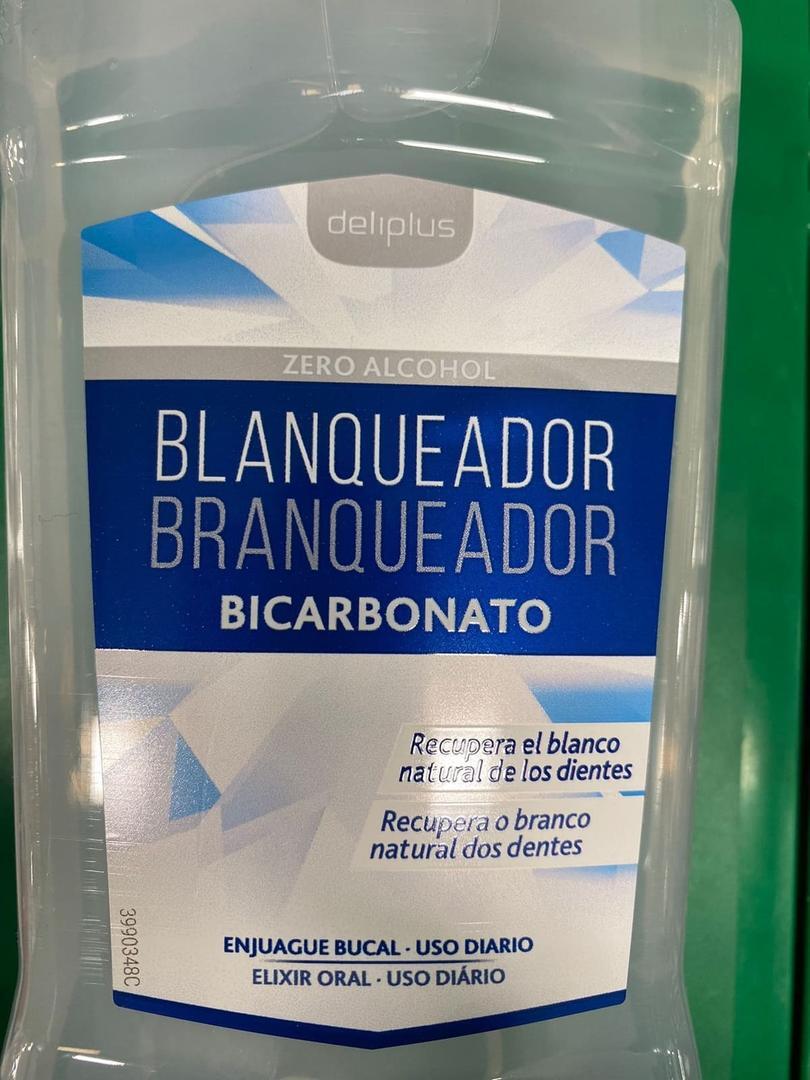 deliplus
ZERO ALCOHOL
BLANQUEADOR
BRANQUEADOR
BICARBONATO
Recupera el blanco
natural de los dientes
Recupera o branco
natural dos dentes
ENJUAGUE BUCAL · USO DIARIO
ELIXIR ORAL · USO DIÁRIO
3990348C